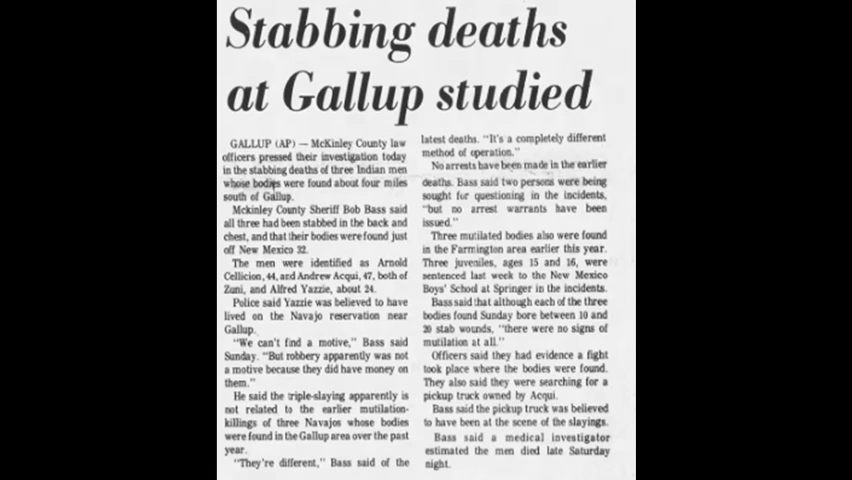 Stabbing deaths
at Gallup studied
GALLUP (AP) — McKinley County law
officers pressed their investigation today
in the stabbing deaths of three Indian men
whose bodies were found about four miles
south of Gallup.
Mckinley County Sheriff Bob Bass said
all three had been stabbed in the back and
chest, and that their bodies were found just
off New Mexico 32.
The men were identified as Arnold
Cellicion, 44, and Andrew Acqui, 47, both of
Zuni, and Alfred Yazzie, about 24.
Police said Yazzie was believed to have
lived on the Navajo reservation near
Gallup.
"We can't find a motive," Bass said
Sunday. "But robbery apparently was not
a motive because they did have money on
them."
He said the triple-slaying apparently is
not related to the earlier mutilation-
killings of three Navajos whose bodies
were found in the Gallup area over the past
year.
"They're different," Bass said of the
latest deaths. "It's a completely different
method of operation."
No arrests have been made in the earlier
deaths. Bass said two persons were being
sought for questioning in the incidents,
"but no arrest warrants have been
issued."
Three mutilated bodies also were found
in the Farmington area earlier this year.
Three juveniles, ages 15 and 16, were
sentenced last week to the New Mexico
Boys' School at Springer in the incidents.
Bass said that although each of the three
bodies found Sunday bore between 10 and
20 stab wounds, "there were no signs of
mutilation at all."
Officers said they had evidence a fight
took place where the bodies were found.
They also said they were searching for a
pickup truck owned by Acqui.
Bass said the pickup truck was believed
to have been at the scene of the slayings.
Bass said a medical investigator
estimated the men died late Saturday
night.